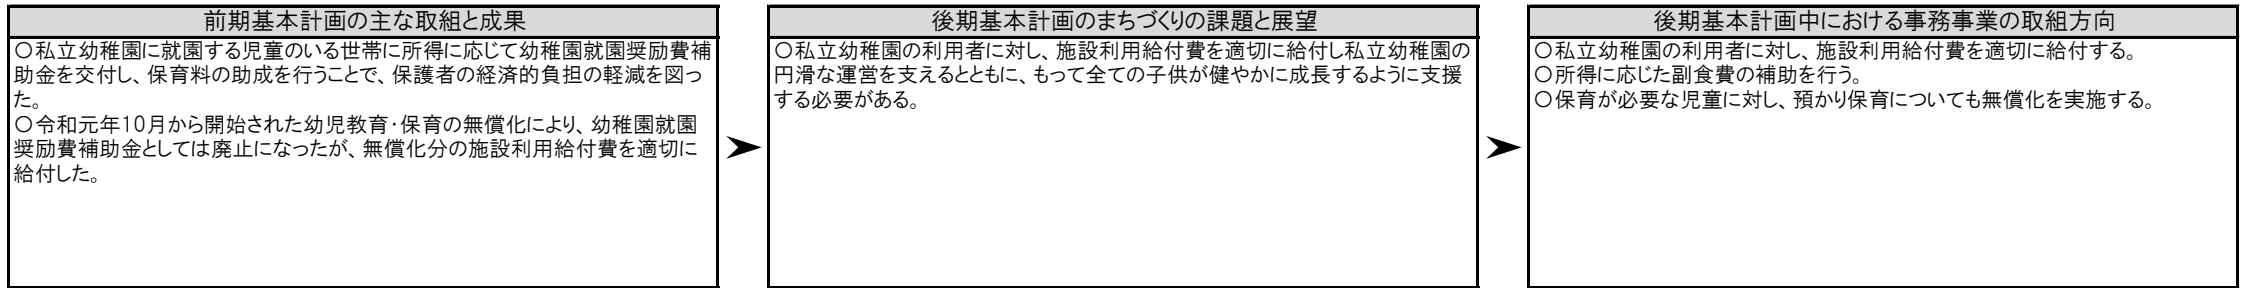 前期基本計画の主な取組と成果
○私立幼稚園に就園する児童のいる世帯に所得に応じて幼稚園就園奨励費補
助金を交付し、保育料の助成を行うことで、保護者の経済的負担の軽減を図っ
た。
○令和元年10月から開始された幼児教育・保育の無償化により、幼稚園就園
奨励費補助金としては廃止になったが、無償化分の施設利用給付費を適切に
給付した。
後期基本計画のまちづくりの課題と展望
○私立幼稚園の利用者に対し、施設利用給付費を適切に給付し私立幼稚園の
円滑な運営を支えるとともに、もって全ての子供が健やかに成長するように支援
する必要がある。
後期基本計画中における事務事業の取組方向
○私立幼稚園の利用者に対し、施設利用給付費を適切に給付する。
○所得に応じた副食費の補助を行う。
○保育が必要な児童に対し、預かり保育についても無償化を実施する。